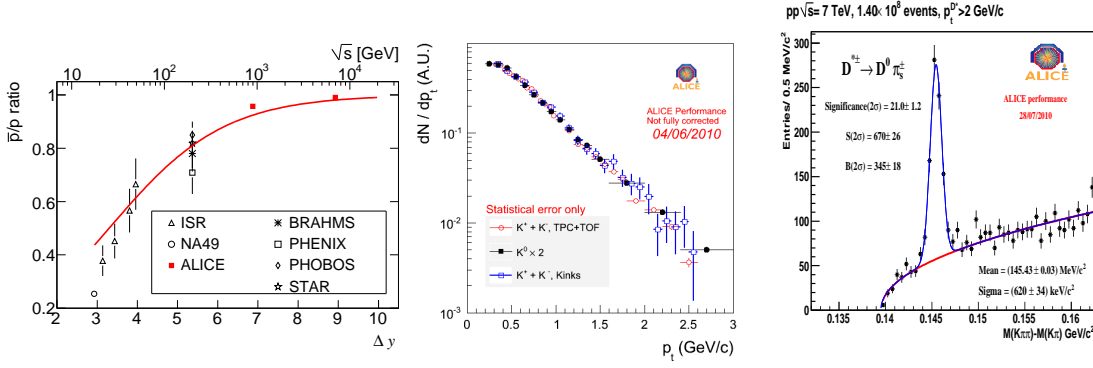 √s [GeV]
10 10² 10³ 10⁴
p̅/p ratio
1
0.8
0.6
0.4
0.2
ISR
NA49
ALICE
BRAHMS
PHENIX
PHOBOS
STAR
2 3 4 5 6 7 8 9 10
Δ y
dN / dp_t (A.U.)
10⁻¹
10⁻²
10⁻³
ALICE
ALICE Performance
Not fully corrected
04/06/2010
Statistical error only
K⁺ + K⁻, TPC+TOF
K⁰ × 2
K⁺ + K⁻, Kinks
0 0.5 1 1.5 2 2.5 3
p_t (GeV/c)
pp √s= 7 TeV, 1.40× 10⁸ events, p_t^D*>2 GeV/c
Entries/ 0.5 MeV/c²
300
250
200
150
100
50
0
D*± → D⁰ π_s±
ALICE
Significance(2σ) = 21.0± 1.2
ALICE performance
28/07/2010
S(2σ) = 670± 26
B(2σ) = 345± 18
Mean = (145.43 ± 0.03) MeV/c²
Sigma = (620 ± 34) keV/c²
0.135 0.14 0.145 0.15 0.155 0.16
M(Kππ)-M(Kπ) GeV/c²